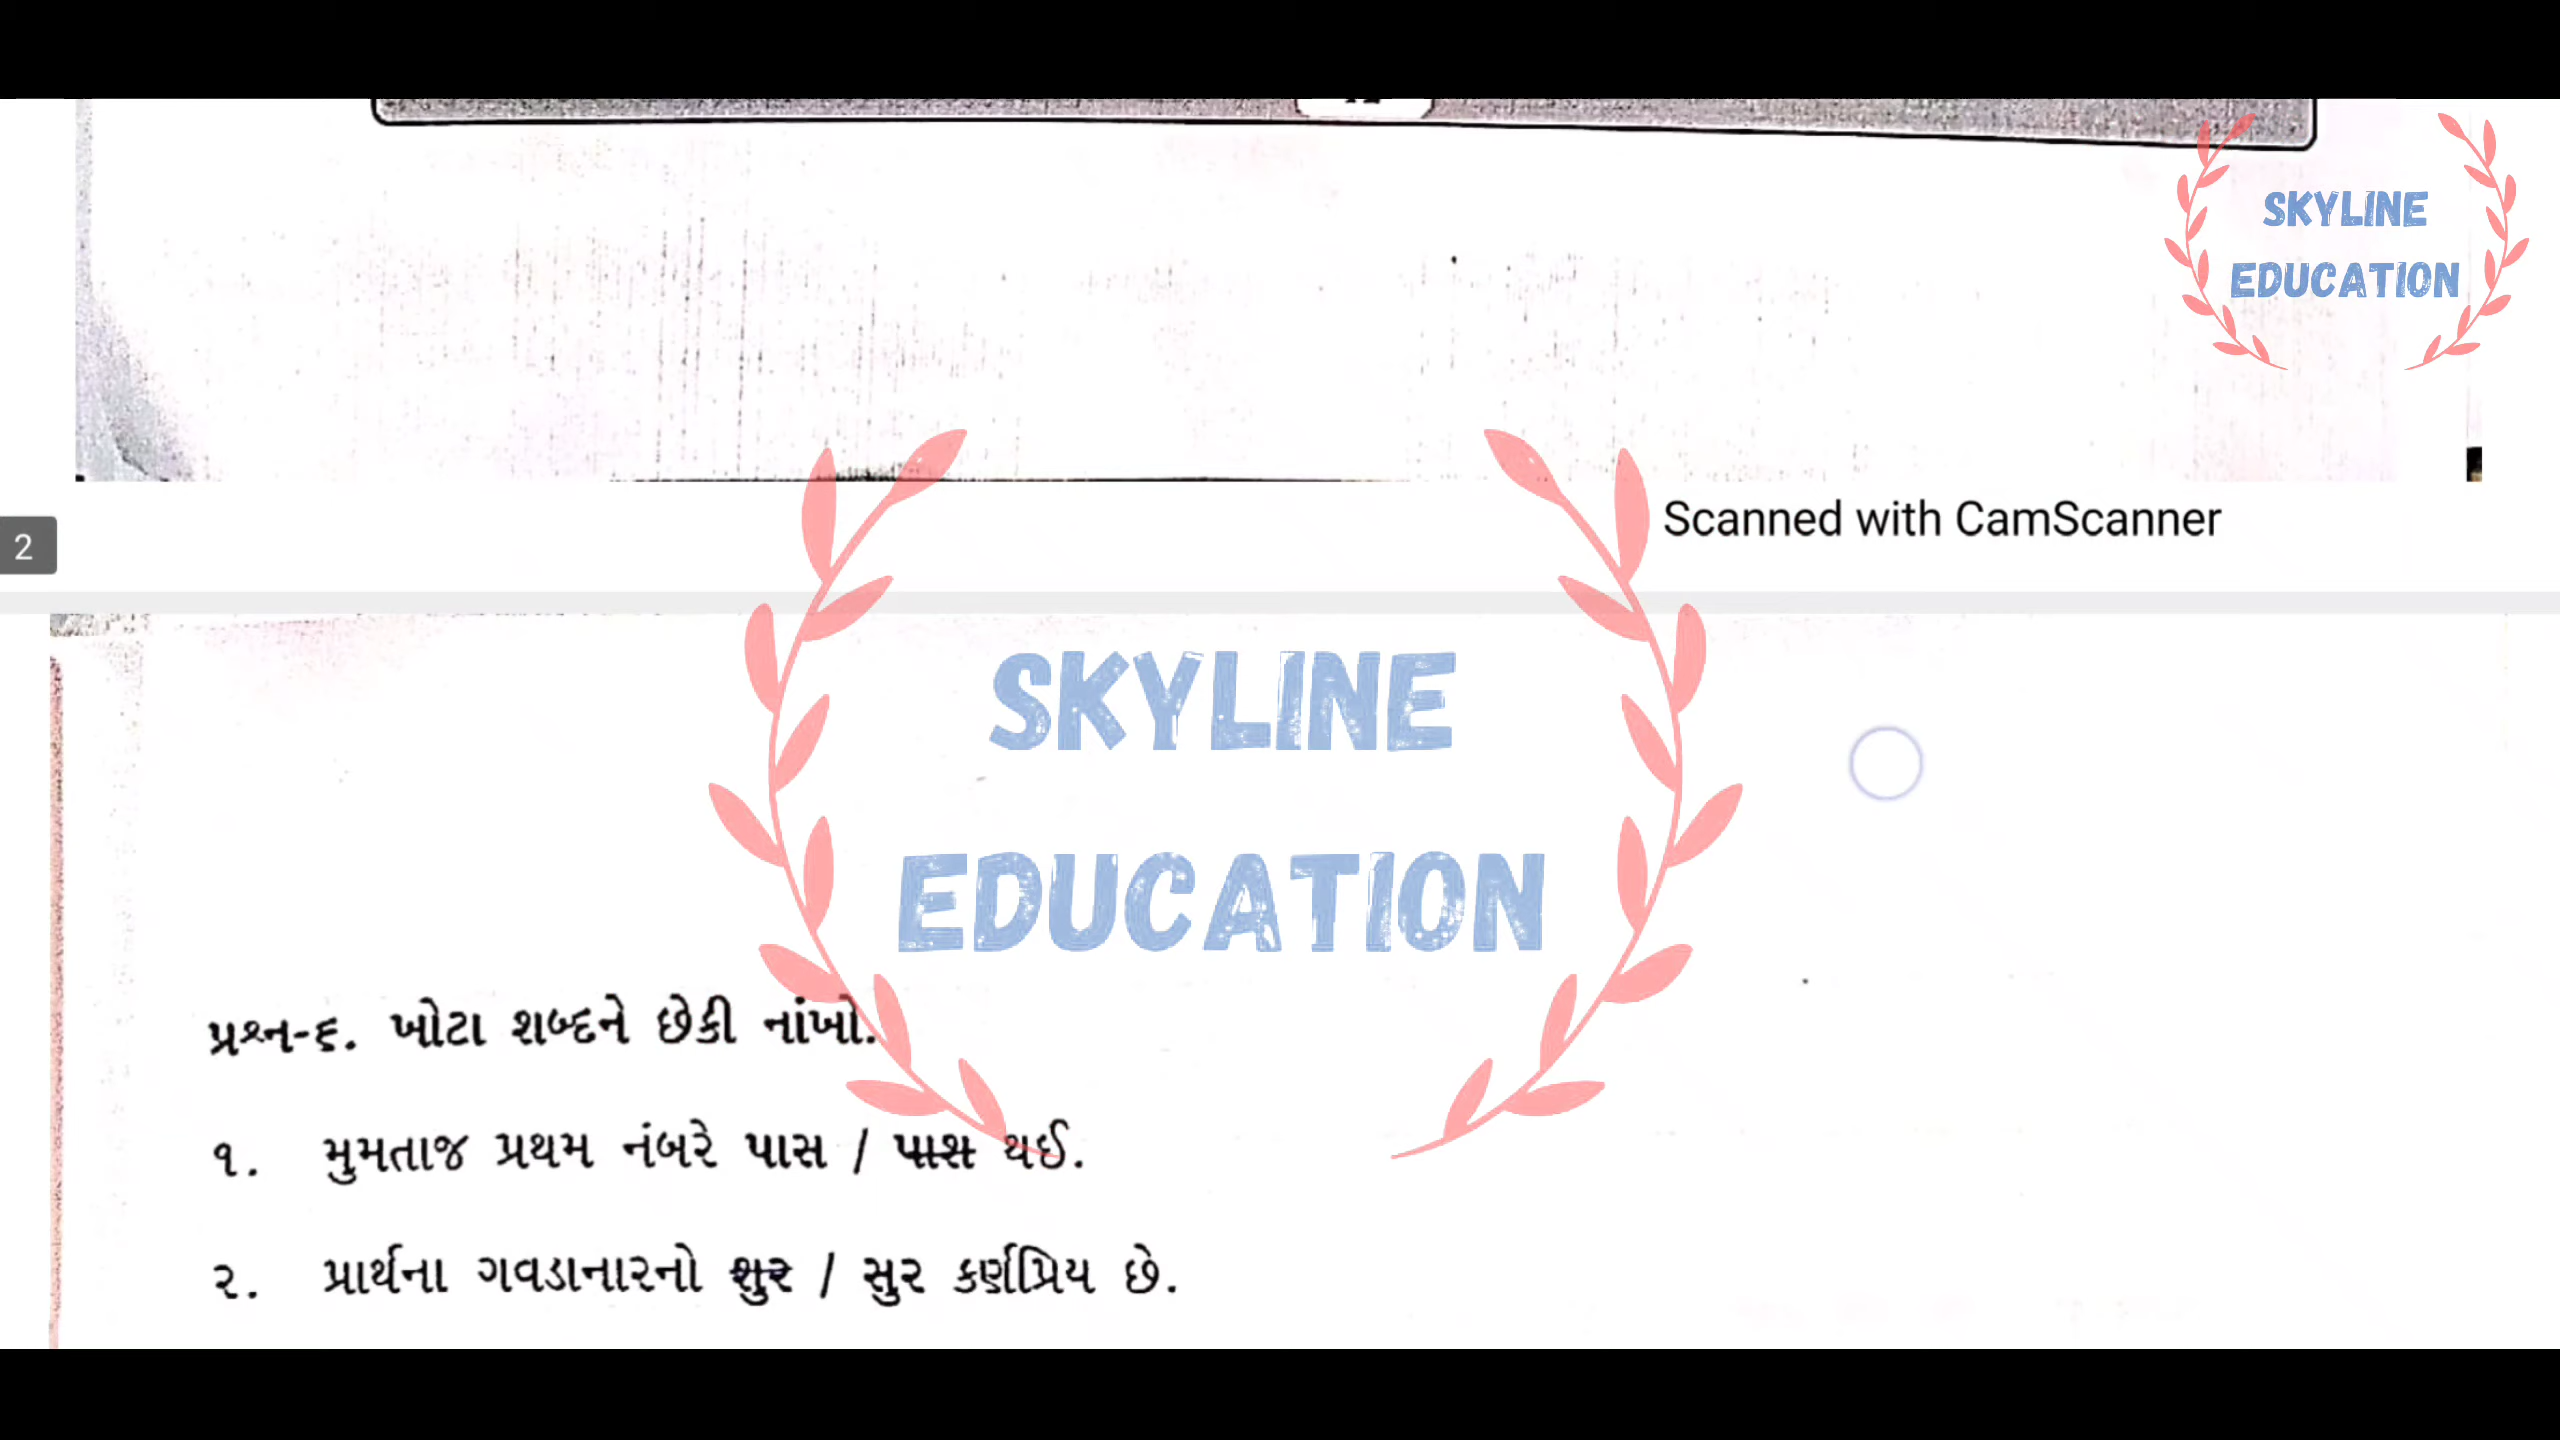 SKYLINE
EDUCATION
Scanned with CamScanner
2
SKYLINE
EDUCATION
પ્રશ્ન-૬. ખોટા શબ્દને છેકી નાંખો.
૧. મુમતાજ પ્રથમ નંબરે પાસ / પાશ થઈ.
૨. પ્રાર્થના ગવડાનારનો શુર / સુર કર્ણપ્રિય છે.